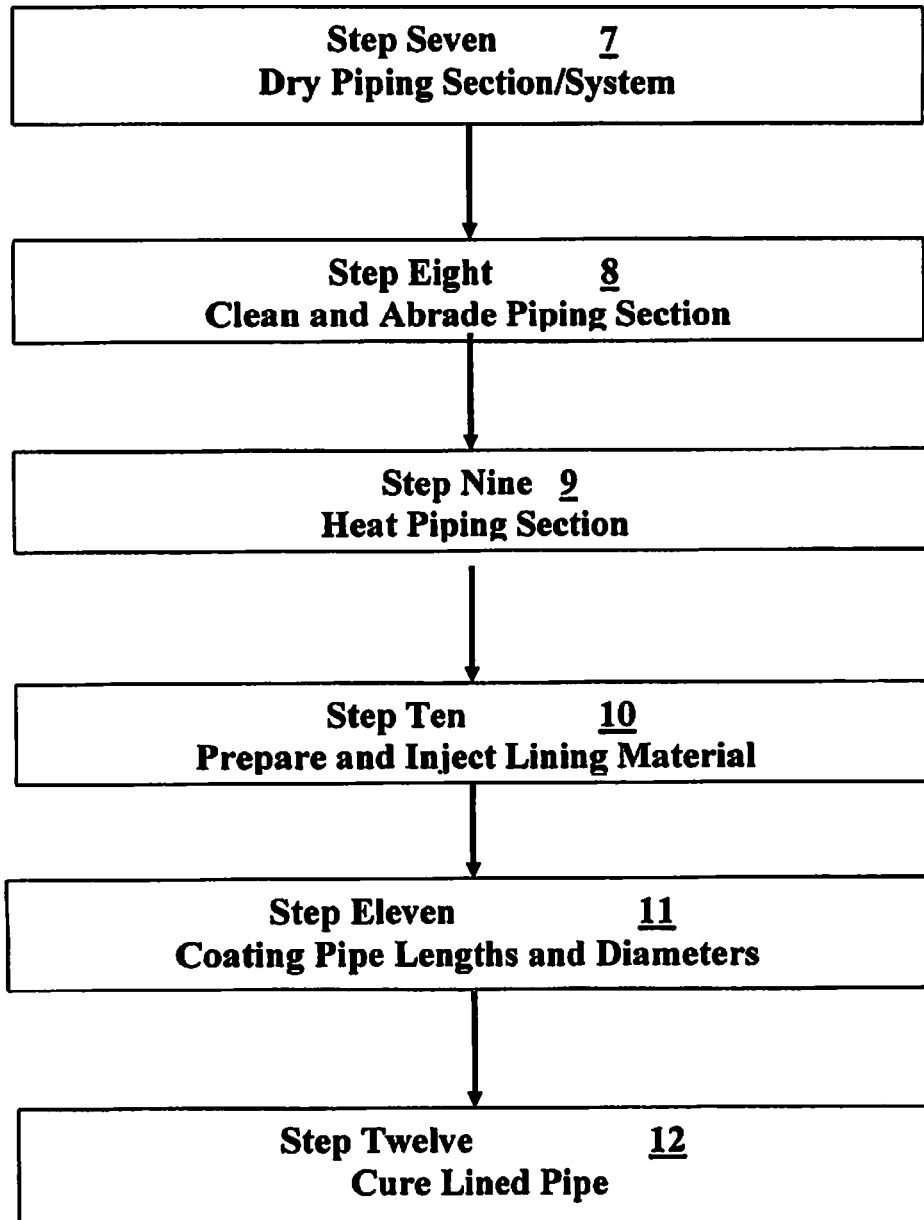 Step Seven 7
Dry Piping Section/System
Step Eight 8
Clean and Abrade Piping Section
Step Nine 9
Heat Piping Section
Step Ten 10
Prepare and Inject Lining Material
Step Eleven 11
Coating Pipe Lengths and Diameters
Step Twelve 12
Cure Lined Pipe